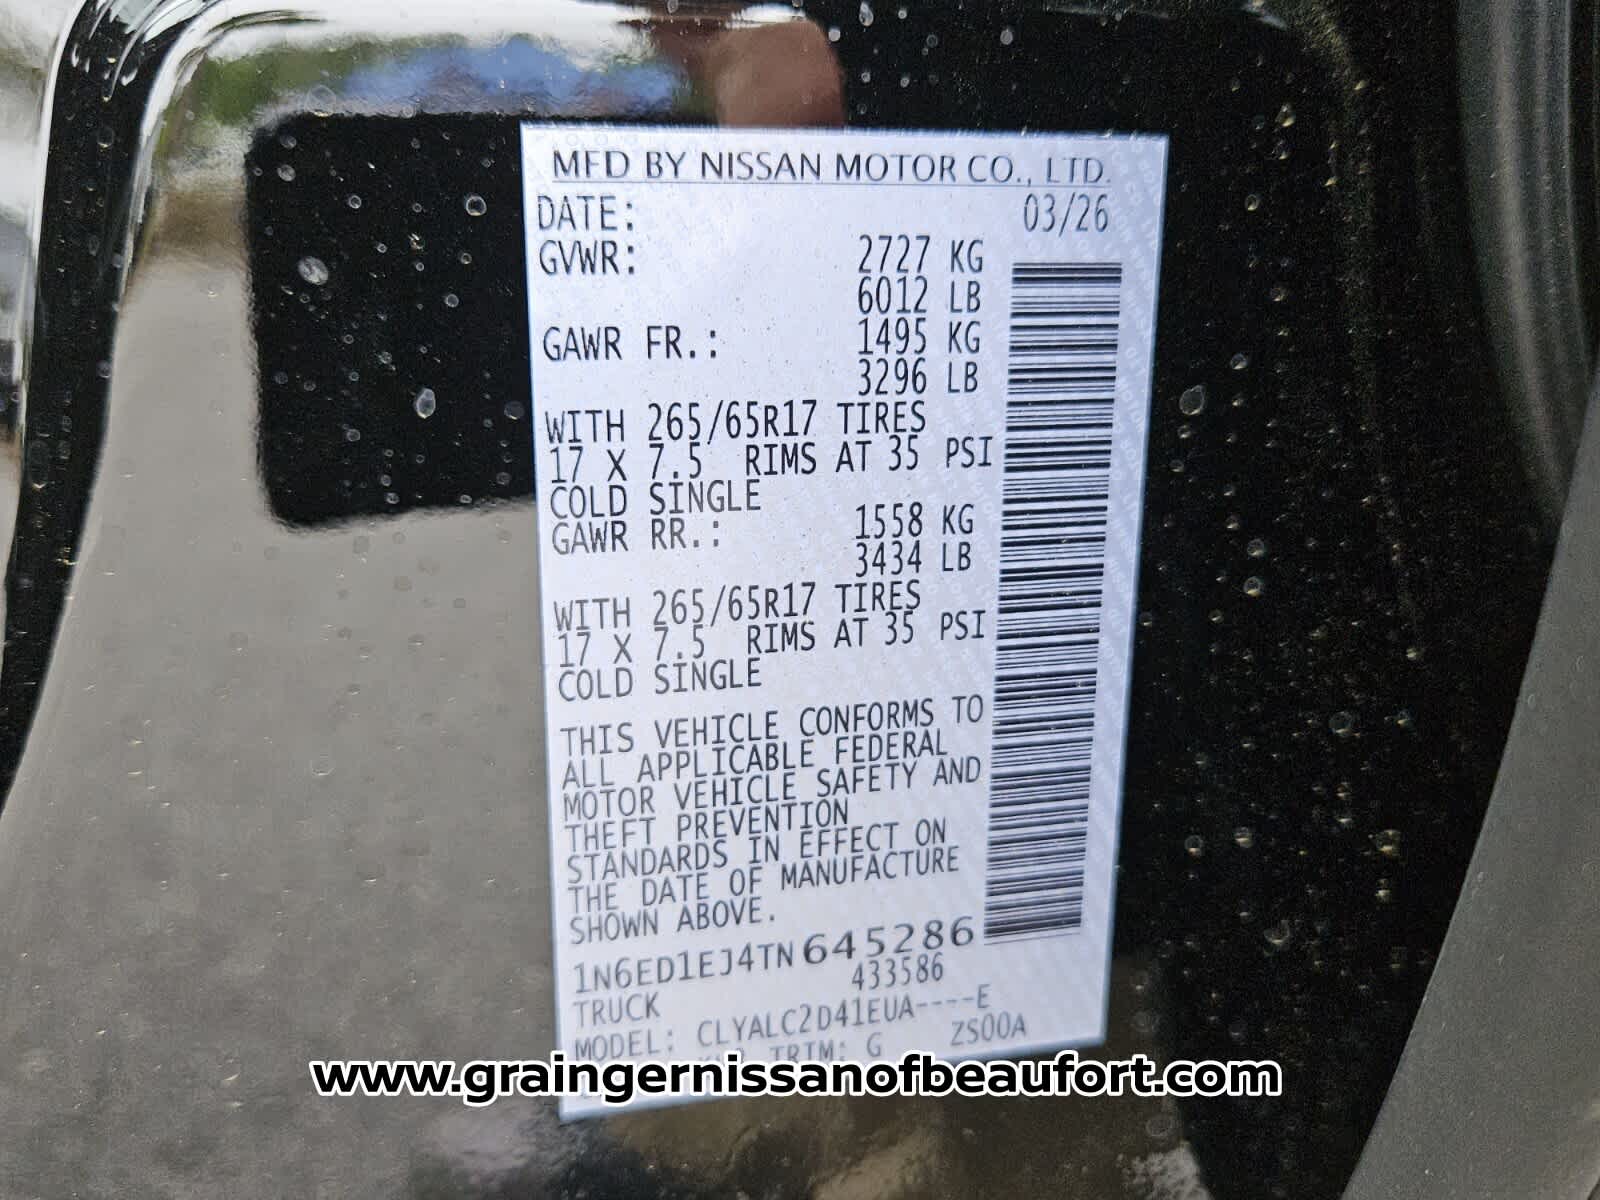 MFD BY NISSAN MOTOR CO., LTD.
DATE: 03/26
GVWR: 2727 KG
6012 LB
GAWR FR.: 1495 KG
3296 LB
WITH 265/65R17 TIRES
17 X 7.5 RIMS AT 35 PSI
COLD SINGLE
GAWR RR.: 1558 KG
3434 LB
WITH 265/65R17 TIRES
17 X 7.5 RIMS AT 35 PSI
COLD SINGLE
THIS VEHICLE CONFORMS TO
ALL APPLICABLE FEDERAL
MOTOR VEHICLE SAFETY AND
THEFT PREVENTION
STANDARDS IN EFFECT ON
THE DATE OF MANUFACTURE
SHOWN ABOVE.
1N6ED1EJ4TN645286
433586
TRUCK
MODEL: CLYALC2D41EUA----E
TRIM: G ZS00A
www.graingernissanofbeaufort.com